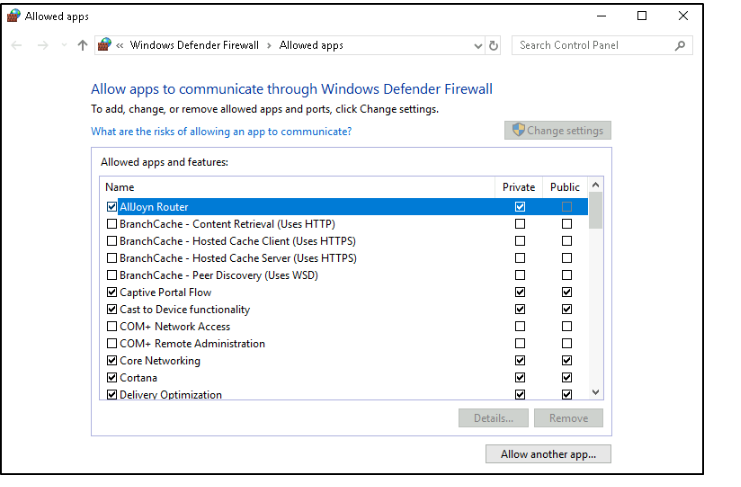 Allowed apps
« Windows Defender Firewall > Allowed apps
Search Control Panel
Allow apps to communicate through Windows Defender Firewall
To add, change, or remove allowed apps and ports, click Change settings.
What are the risks of allowing an app to communicate?
Change settings
Allowed apps and features:
Name Private Public
AllJoyn Router
BranchCache - Content Retrieval (Uses HTTP)
BranchCache - Hosted Cache Client (Uses HTTPS)
BranchCache - Hosted Cache Server (Uses HTTPS)
BranchCache - Peer Discovery (Uses WSD)
Captive Portal Flow
Cast to Device functionality
COM+ Network Access
COM+ Remote Administration
Core Networking
Cortana
Delivery Optimization
Details... Remove
Allow another app...